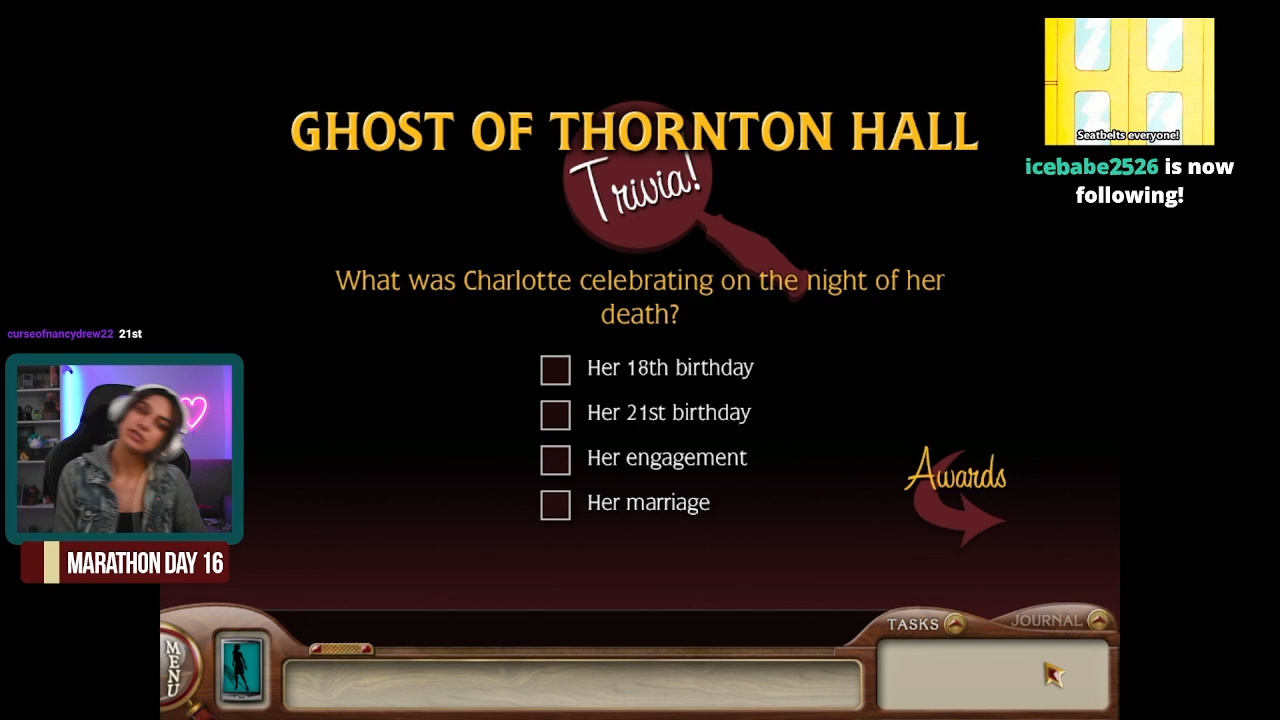 GHOST OF THORNTON HALL
Trivia!
Seatbelts everyone!
icebabe2526 is now
following!
What was Charlotte celebrating on the night of her
death?
curseofnancydrew22 21st
Her 18th birthday
Her 21st birthday
Her engagement
Her marriage
Awards
MARATHON DAY 16
TASKS
JOURNAL
MENU